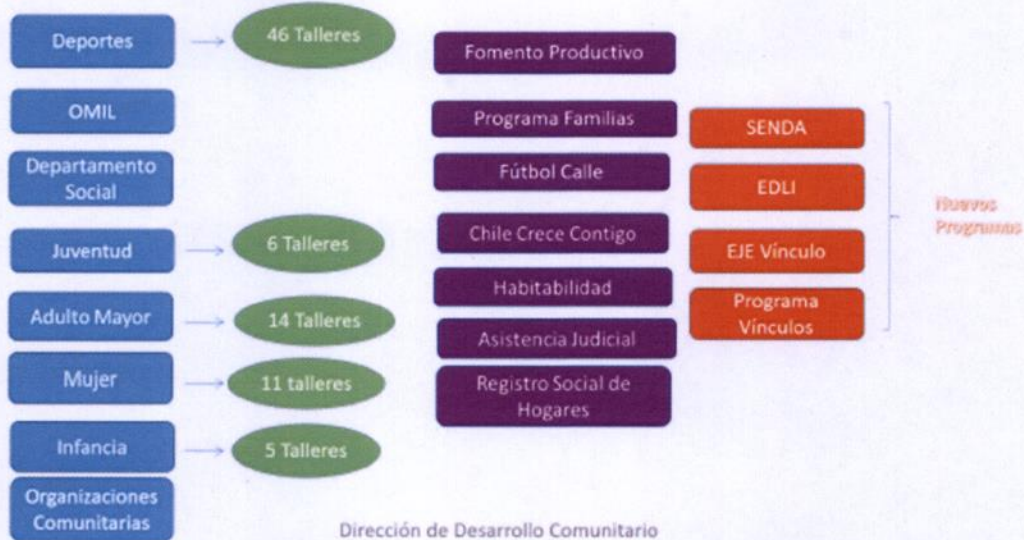 Deportes
46 Talleres
OMIL
Departamento
Social
Juventud
6 Talleres
Adulto Mayor
14 Talleres
Mujer
11 talleres
Infancia
5 Talleres
Organizaciones
Comunitarias
Fomento Productivo
Programa Familias
Fútbol Calle
Chile Crece Contigo
Habitabilidad
Asistencia Judicial
Registro Social de
Hogares
SENDA
EDLI
EJE Vínculo
Programa
Vínculos
Nuevos
Programas
Dirección de Desarrollo Comunitario